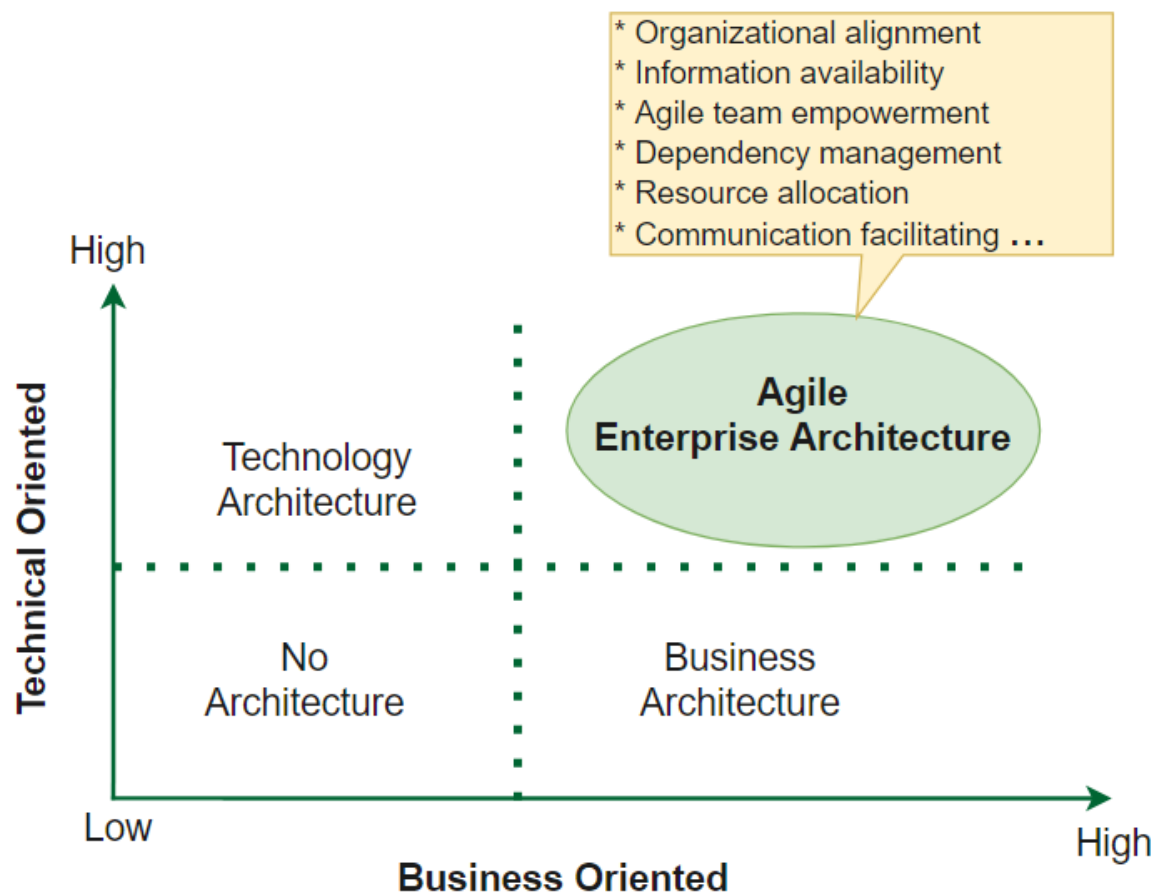 * Organizational alignment
* Information availability
* Agile team empowerment
* Dependency management
* Resource allocation
* Communication facilitating ...
High
Technical Oriented
Agile
Enterprise Architecture
Technology
Architecture
No
Architecture
Business
Architecture
Low
High
Business Oriented